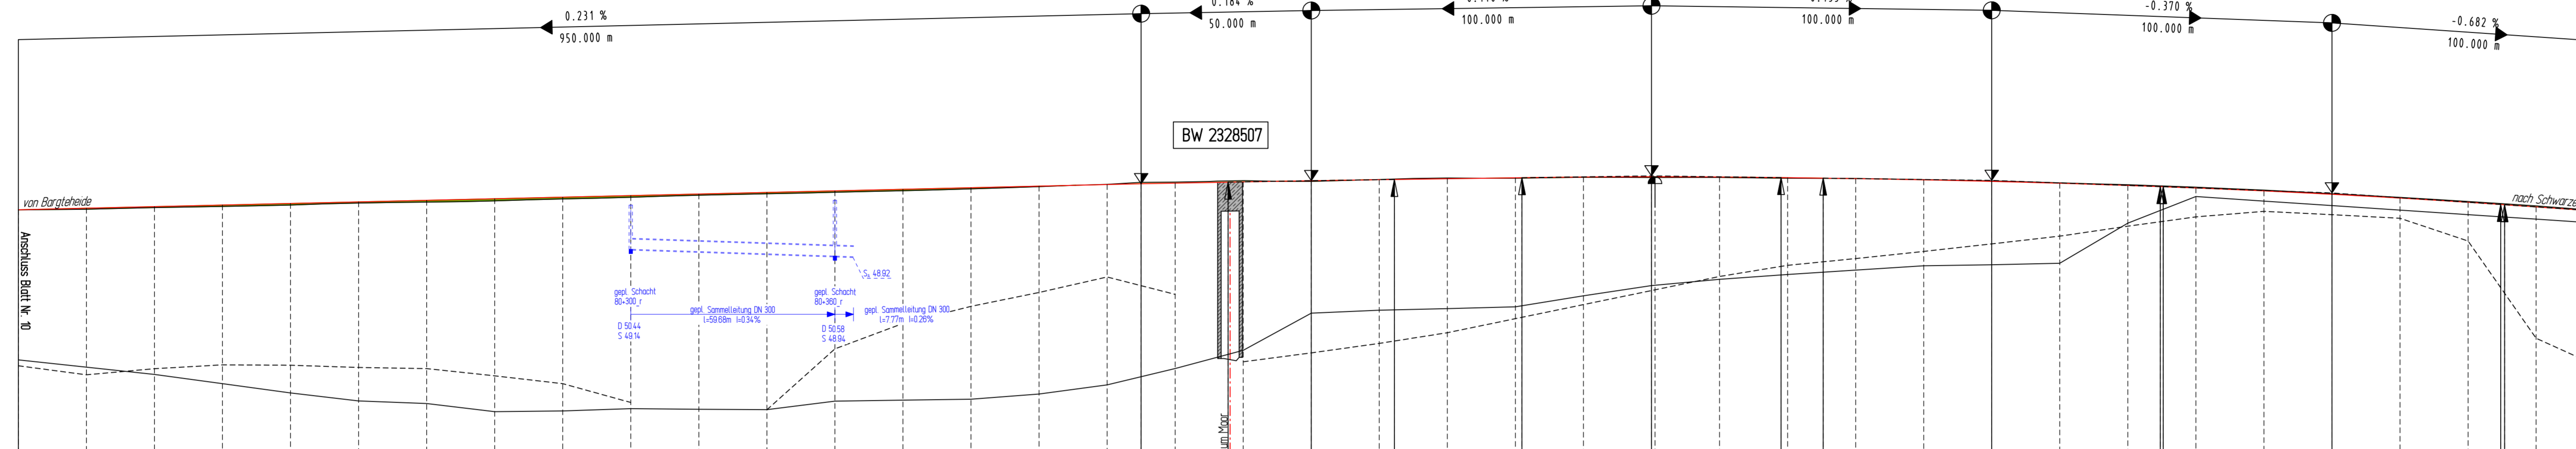 0.231 %
950.000 m
0.184 %
50.000 m
100.000 m
100.000 m
-0.370 %
100.000 m
-0.682 %
100.000 m
BW 2328507
von Bargteheide
nach Schwarze
Anschluss Blatt Nr. 10
S. 48.92
gepl. Schacht
80+300_r
gepl. Schacht
80+360_r
gepl. Sammelleitung DN 300
l=59.68m I=0.34%
gepl. Sammelleitung DN 300
l=7.77m I=0.26%
D 50.44
S 49.14
D 50.58
S 48.94
um Moor